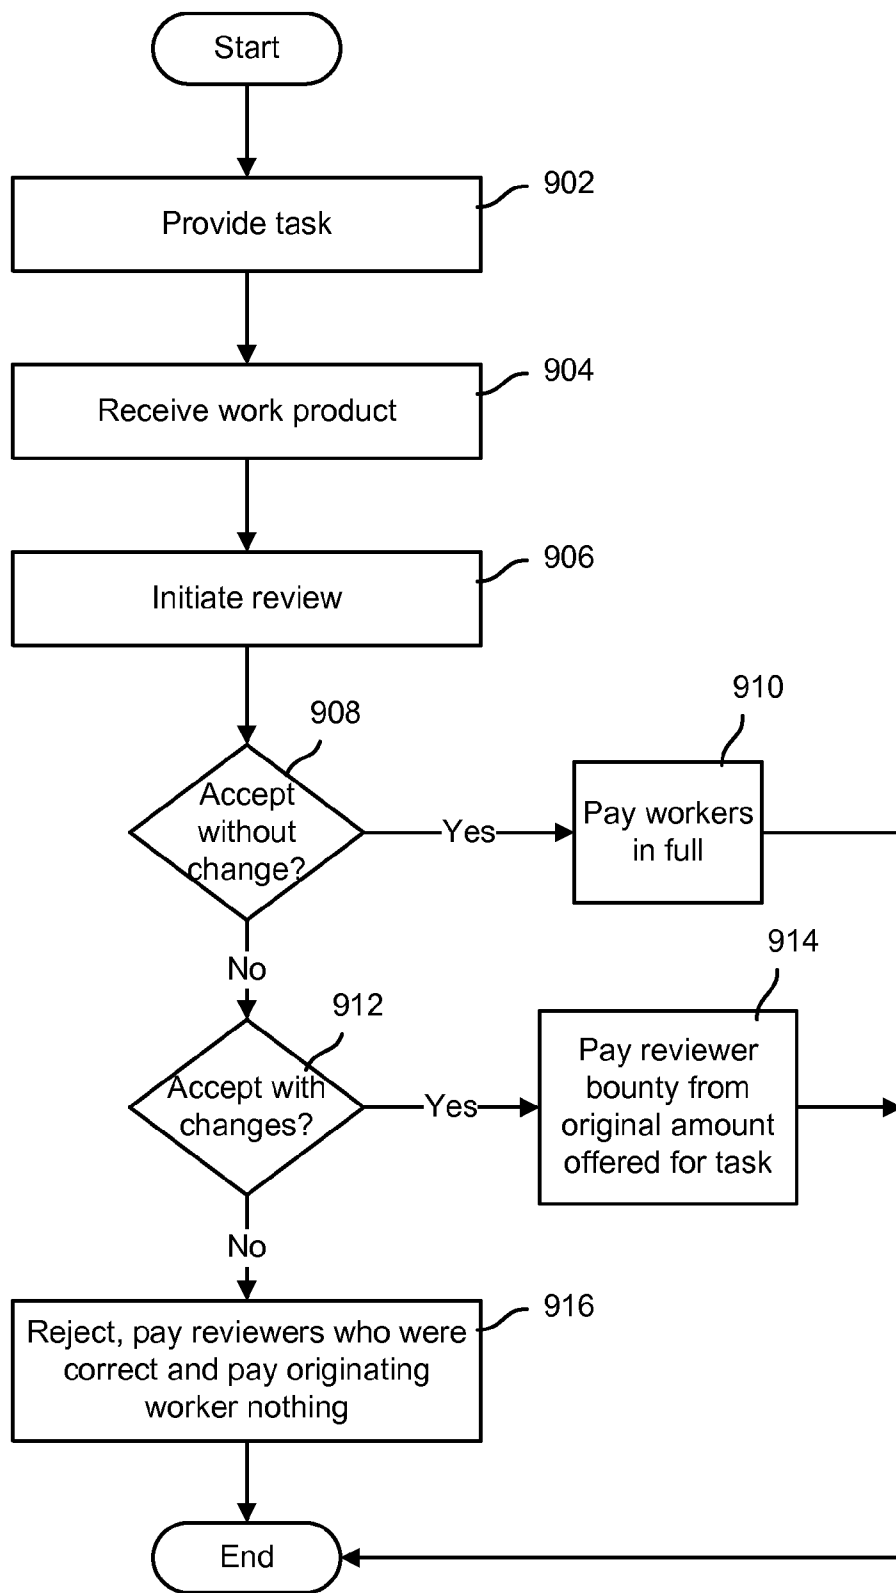 Start
902
Provide task
904
Receive work product
906
Initiate review
908
910
Accept
without
change?
Yes
Pay workers
in full
No
912
914
Accept with
changes?
Yes
Pay reviewer
bounty from
original amount
offered for task
No
916
Reject, pay reviewers who were
correct and pay originating
worker nothing
End